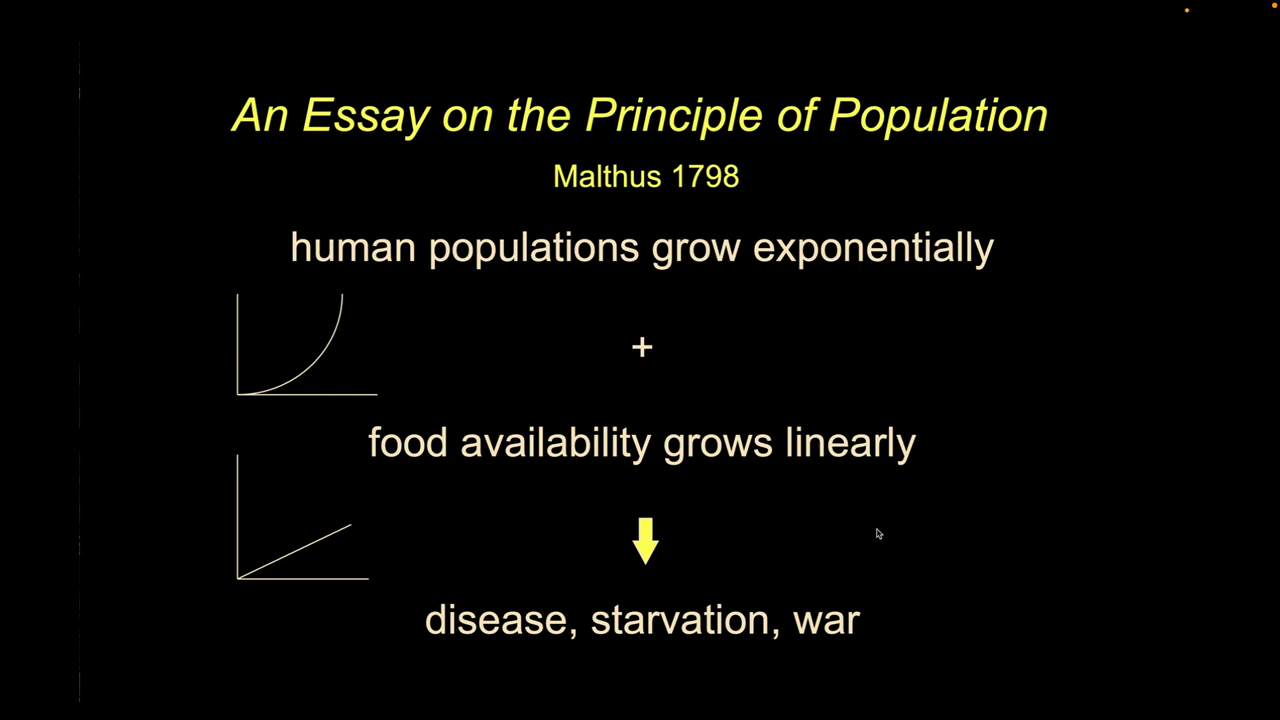 An Essay on the Principle of Population
Malthus 1798
human populations grow exponentially
+
food availability grows linearly
disease, starvation, war